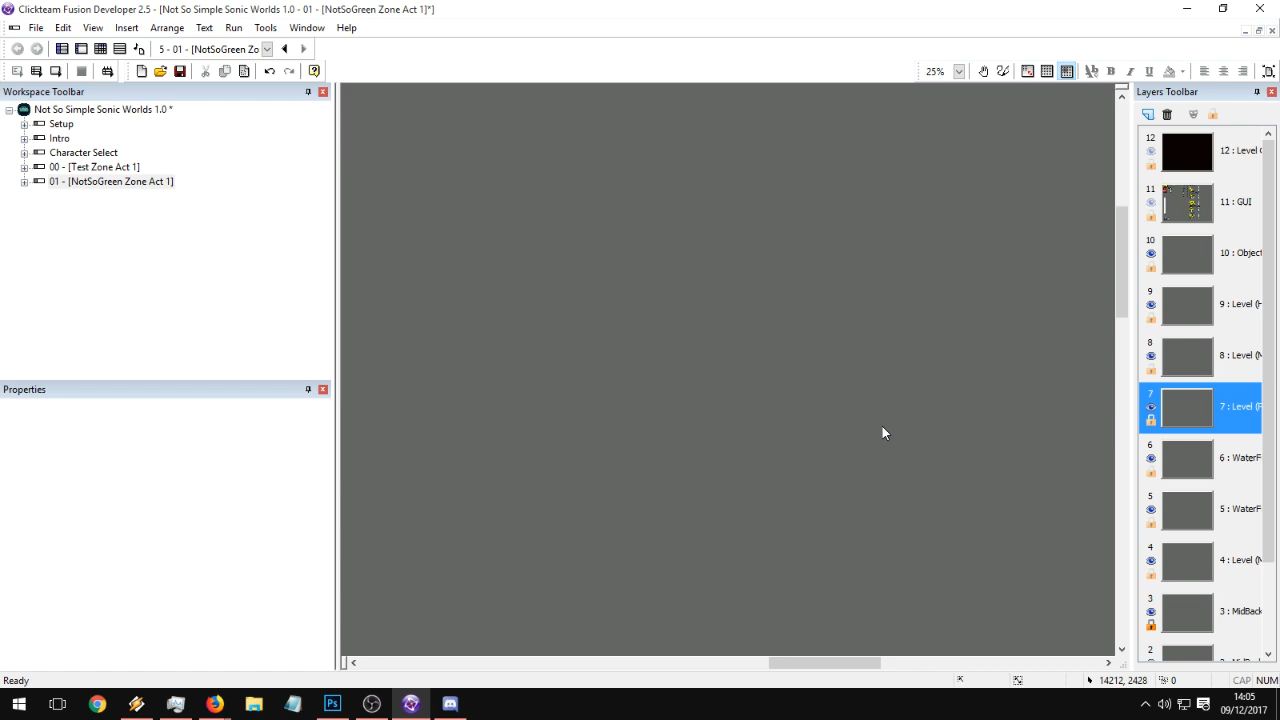 Clickteam Fusion Developer 2.5 - [Not So Simple Sonic Worlds 1.0 - 01 - [NotSoGreen Zone Act 1]*]
File Edit View Insert Arrange Text Run Tools Window Help
5 - 01 - [NotSoGreen Zo
25%
B I U
Workspace Toolbar
Not So Simple Sonic Worlds 1.0 *
Setup
Intro
Character Select
00 - [Test Zone Act 1]
01 - [NotSoGreen Zone Act 1]
Properties
Layers Toolbar
12 12 : Level
11 11 : GUI
10 10 : Object
9 9 : Level (H
8 8 : Level (N
7 7 : Level (F
6 6 : WaterF
5 5 : WaterF
4 4 : Level (N
3 3 : MidBack
2
Ready
14212, 2428
0
CAP NUM
Ps
14:05
09/12/2017